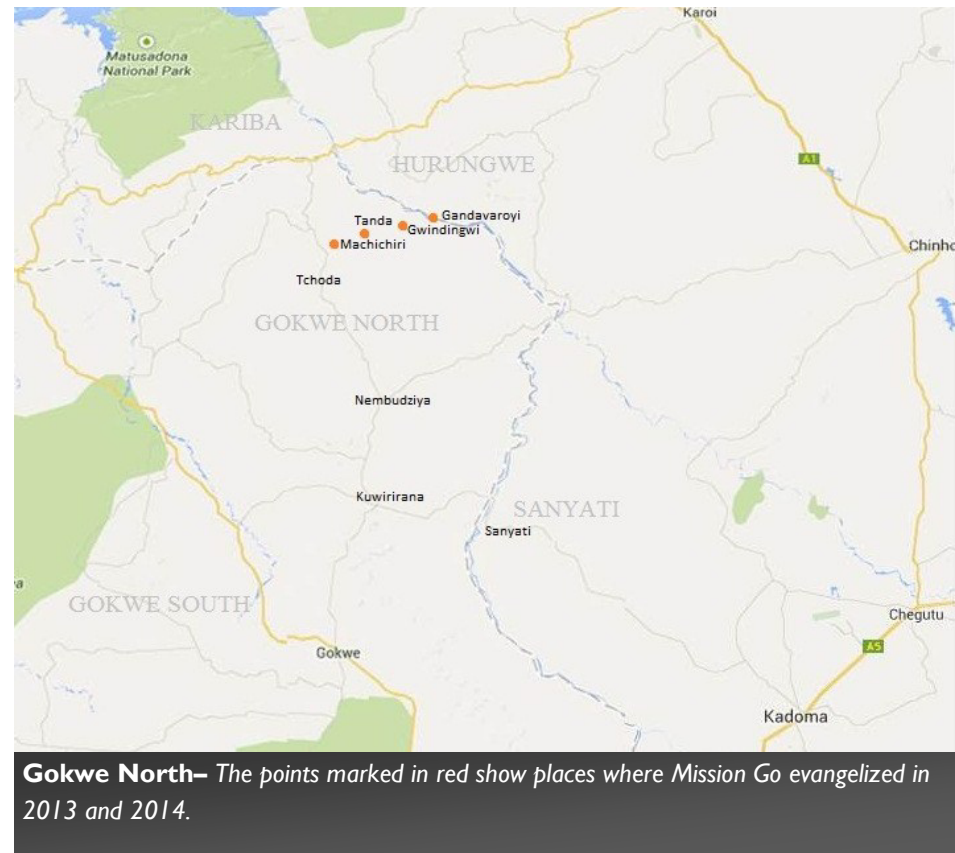 Karoi
Matusadona
National Park
KARIBA
HURUNGWE
A1
Gandavaroyi
Tanda
Gwindingwi
Machichiri
Chinho
Tchoda
GOKWE NORTH
Nembudziya
Kuwirirana
SANYATI
Sanyati
a
GOKWE SOUTH
Chegutu
A5
Gokwe
Kadoma
Gokwe North– The points marked in red show places where Mission Go evangelized in
2013 and 2014.